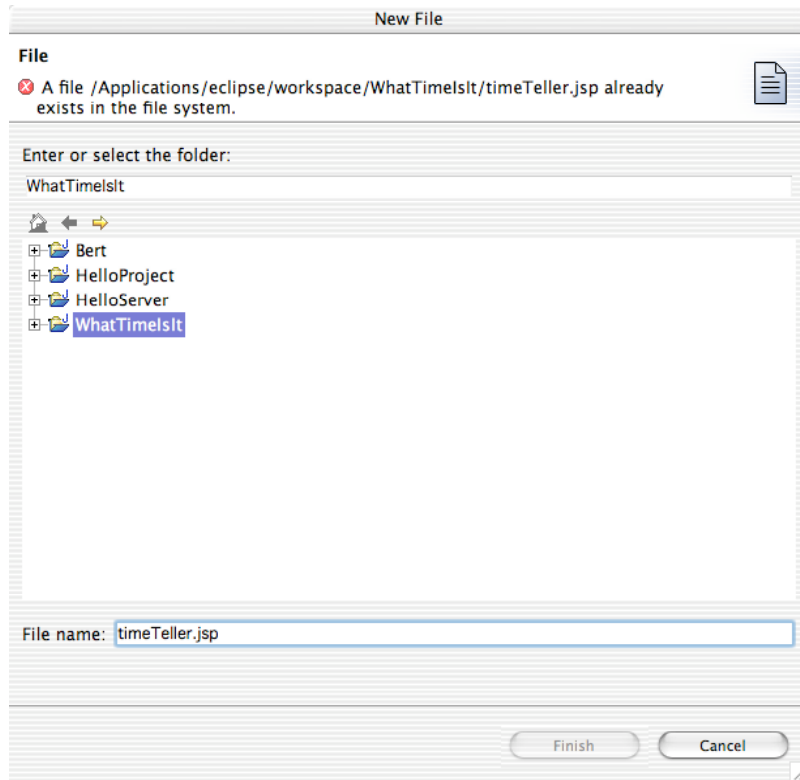 New File
File
A file /Applications/eclipse/workspace/WhatTimeIsIt/timeTeller.jsp already
exists in the file system.
Enter or select the folder:
WhatTimeIsIt
Bert
HelloProject
HelloServer
WhatTimeIsIt
File name: timeTeller.jsp
Finish Cancel